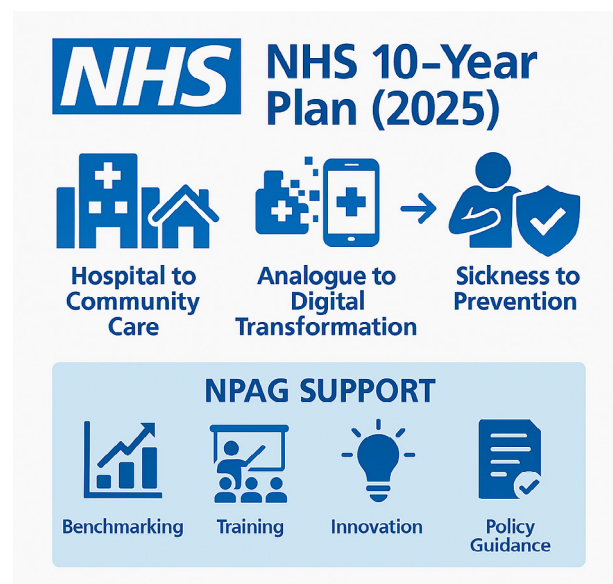 NHS
NHS 10–Year
Plan (2025)
Hospital to
Community
Care
Analogue to
Digital
Transformation
Sickness to
Prevention
NPAG SUPPORT
Benchmarking
Training
Innovation
Policy
Guidance